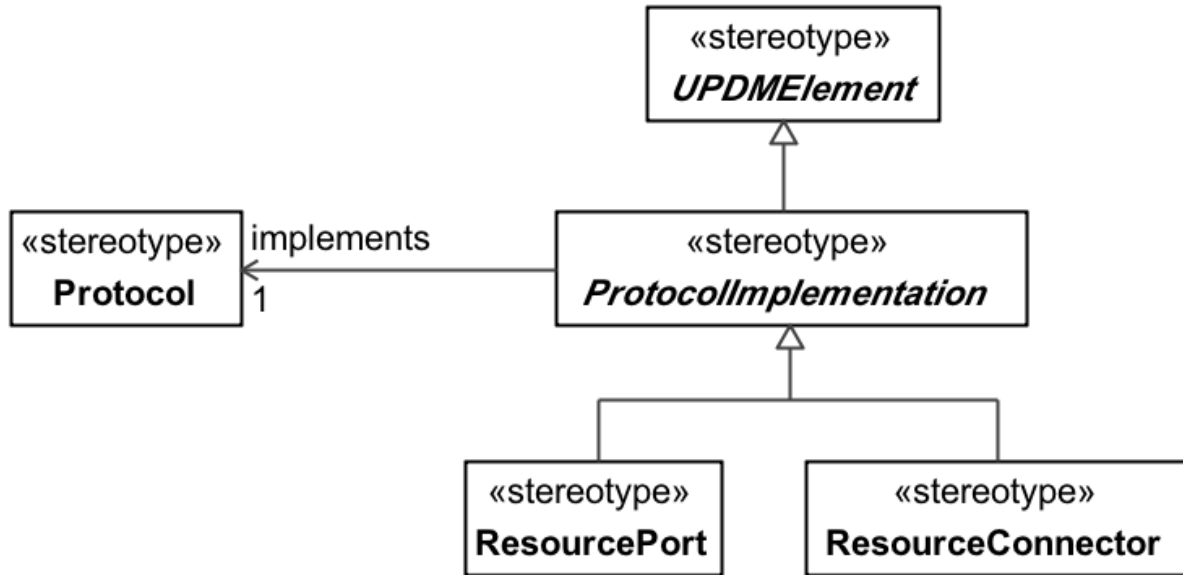 «stereotype»
UPDMElement
«stereotype»
Protocol
implements
1
«stereotype»
ProtocolImplementation
«stereotype»
ResourcePort
«stereotype»
ResourceConnector